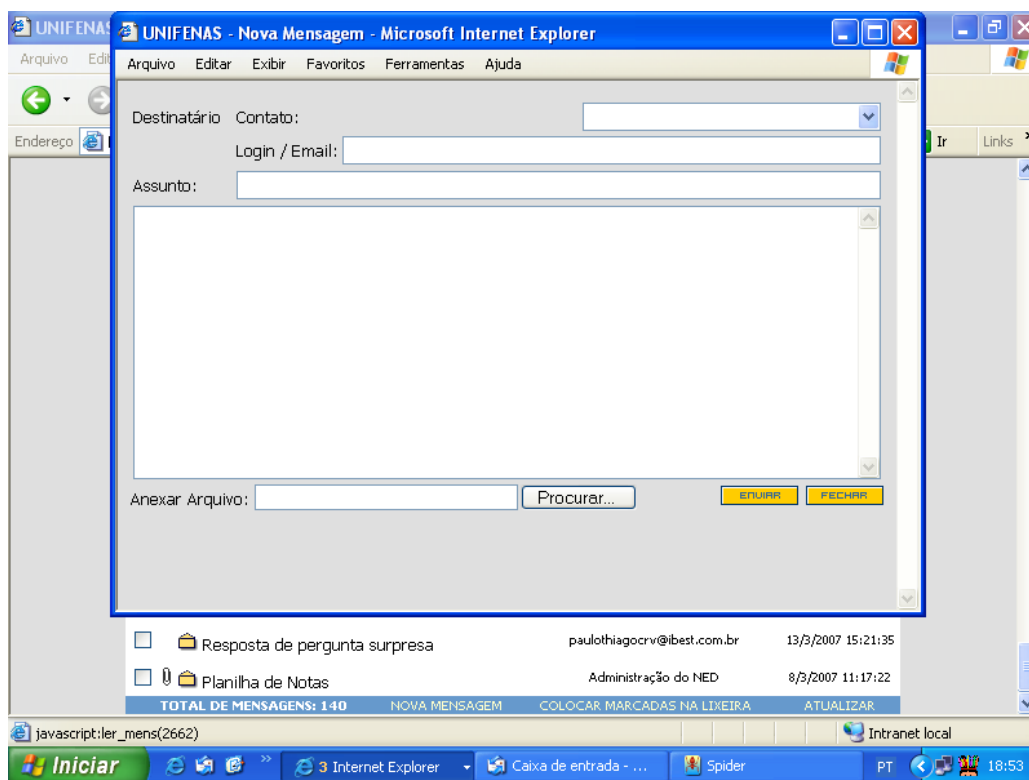 UNIFENAS
UNIFENAS - Nova Mensagem - Microsoft Internet Explorer
Arquivo
Arquivo Editar Exibir Favoritos Ferramentas Ajuda
Endereço
Ir Links
Destinatário Contato:
Login / Email:
Assunto:
Anexar Arquivo: Procurar... ENVIAR FECHAR
Resposta de pergunta surpresa paulothiagocrv@ibest.com.br 13/3/2007 15:21:35
Planilha de Notas Administração do NED 8/3/2007 11:17:22
TOTAL DE MENSAGENS: 140 NOVA MENSAGEM COLOCAR MARCADAS NA LIXEIRA ATUALIZAR
javascript:ler_mens(2662) Intranet local
Iniciar 3 Internet Explorer Caixa de entrada - ... Spider PT 18:53